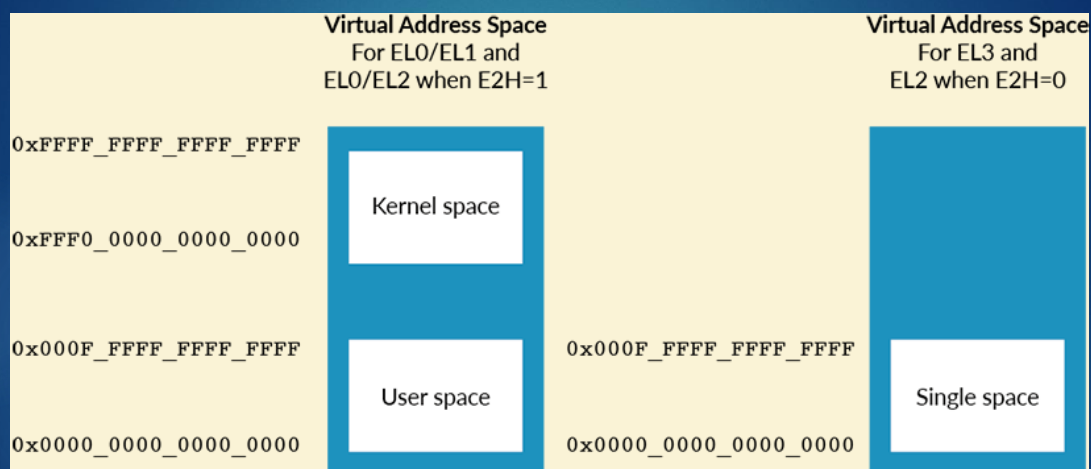 Virtual Address Space
For EL0/EL1 and
EL0/EL2 when E2H=1
0xFFFF_FFFF_FFFF_FFFF
Kernel space
0xFFF0_0000_0000_0000
0x000F_FFFF_FFFF_FFFF
User space
0x0000_0000_0000_0000
Virtual Address Space
For EL3 and
EL2 when E2H=0
0x000F_FFFF_FFFF_FFFF
Single space
0x0000_0000_0000_0000